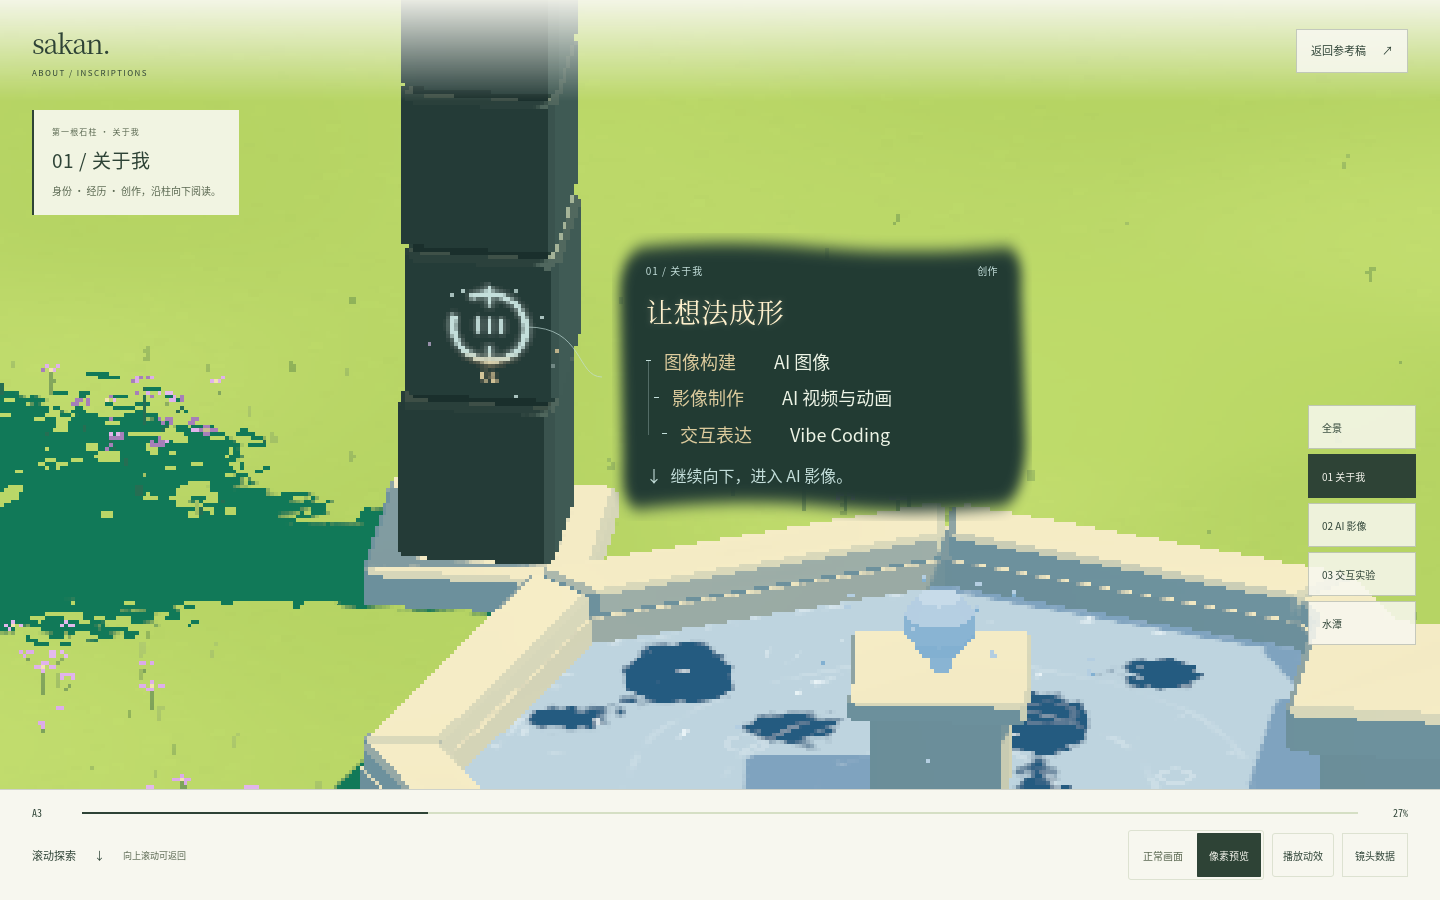 sakan.
ABOUT / INSCRIPTIONS
返回参考稿 ↗
第一根石柱 · 关于我
01 / 关于我
身份 · 经历 · 创作，沿柱向下阅读。
01 / 关于我 创作
让想法成形
图像构建 AI 图像
影像制作 AI 视频与动画
交互表达 Vibe Coding
↓ 继续向下，进入 AI 影像。
全景
01 关于我
02 AI 影像
03 交互实验
水潭
A3 27%
滚动探索 ↓ 向上滚动可返回
正常画面 像素预览 播放动效 镜头数据